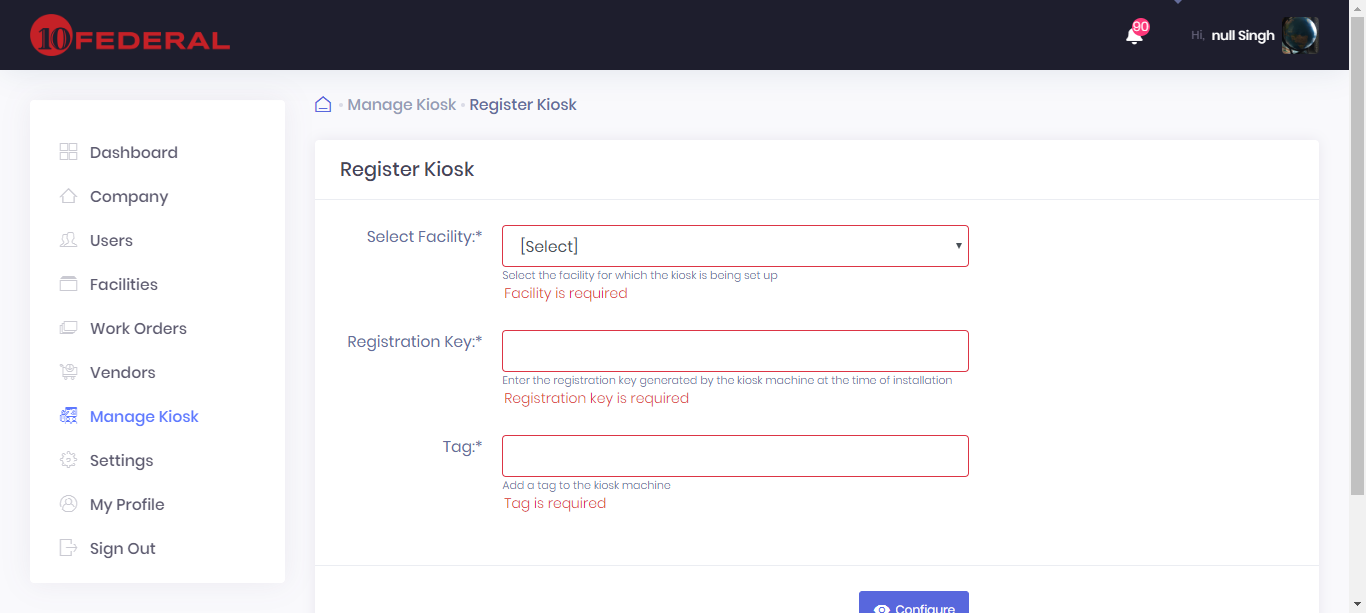 10 FEDERAL
90
Hi, null Singh
Manage Kiosk • Register Kiosk
Dashboard
Company
Users
Facilities
Work Orders
Vendors
Manage Kiosk
Settings
My Profile
Sign Out
Register Kiosk
Select Facility:*
[Select]
Select the facility for which the kiosk is being set up
Facility is required
Registration Key:*
Enter the registration key generated by the kiosk machine at the time of installation
Registration key is required
Tag:*
Add a tag to the kiosk machine
Tag is required
Configure